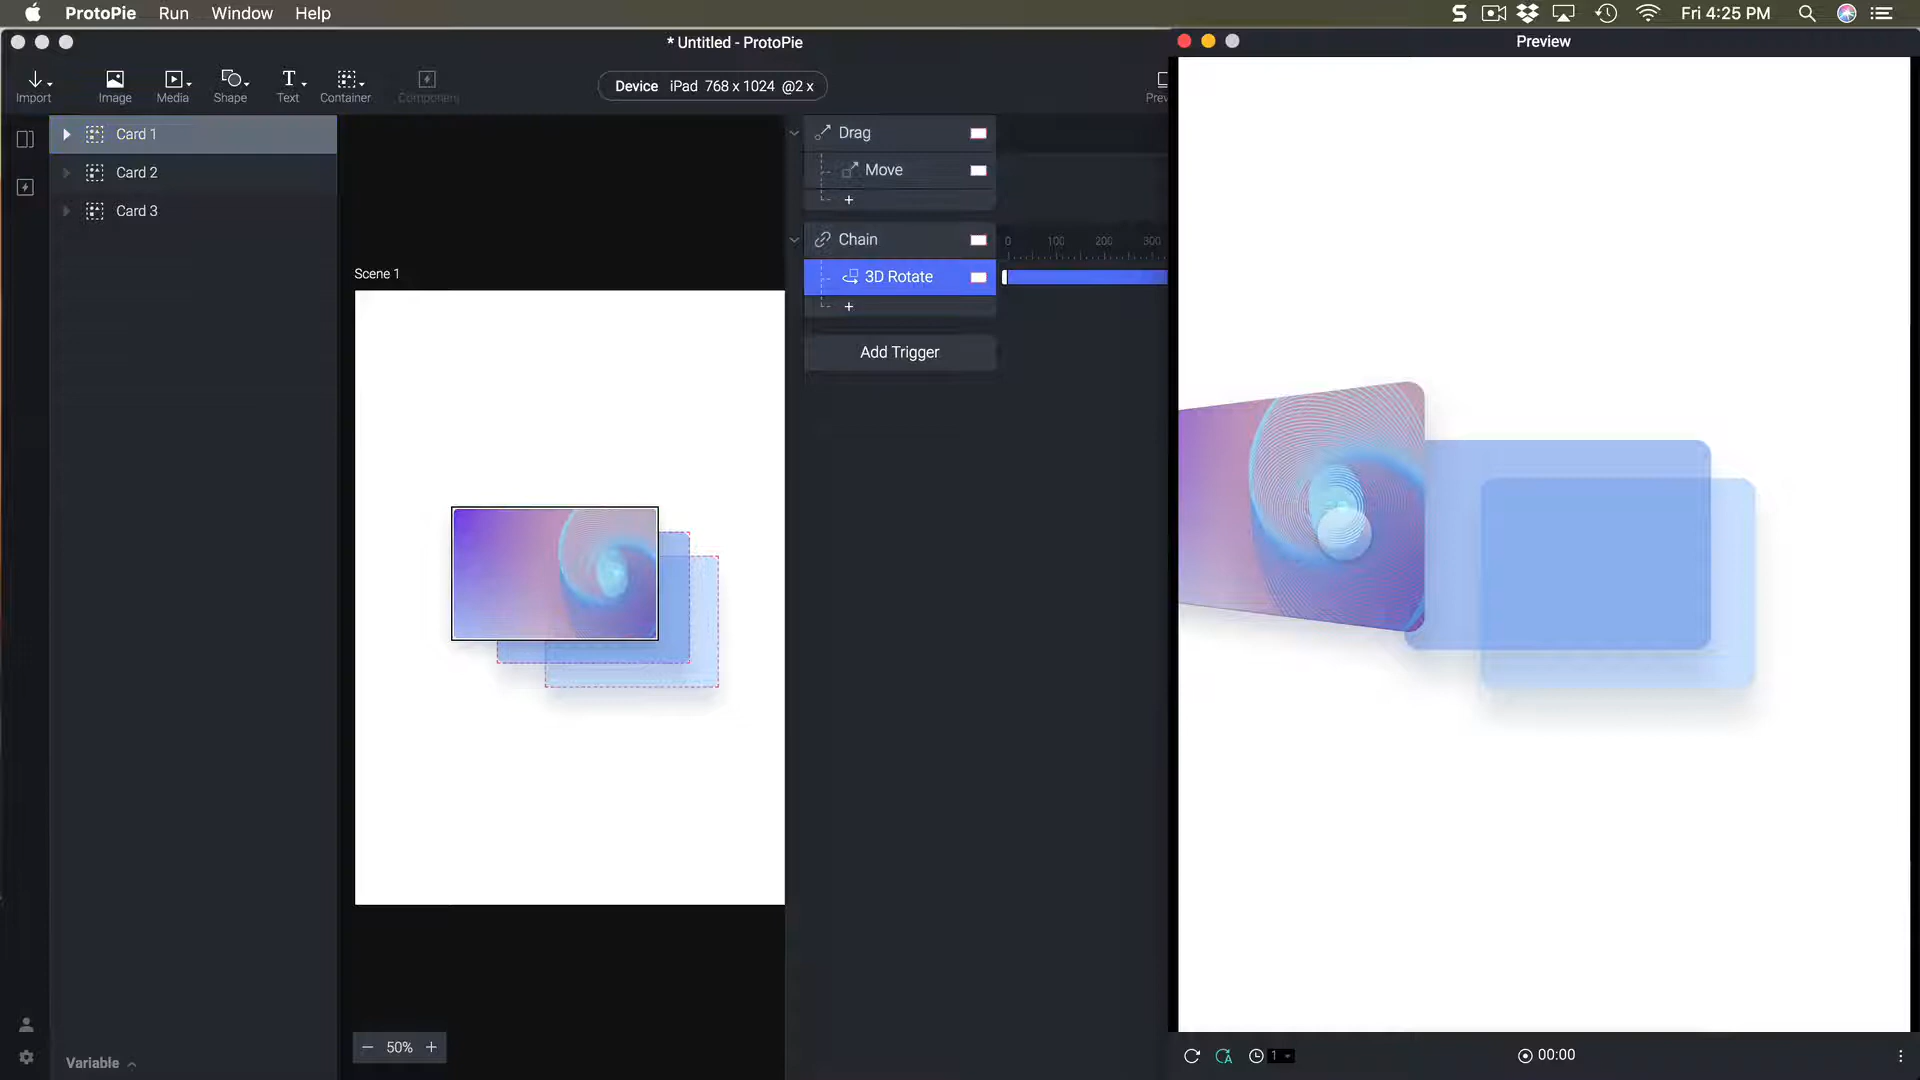 ProtoPie Run Window Help
Fri 4:25 PM
* Untitled - ProtoPie
Preview
Import Image Media Shape Text Container Component
Device iPad 768 x 1024 @2 x
Card 1
Card 2
Card 3
Scene 1
Drag
Move
+
Chain
0 100 200 300
3D Rotate
+
Add Trigger
50%
Variable
1
00:00